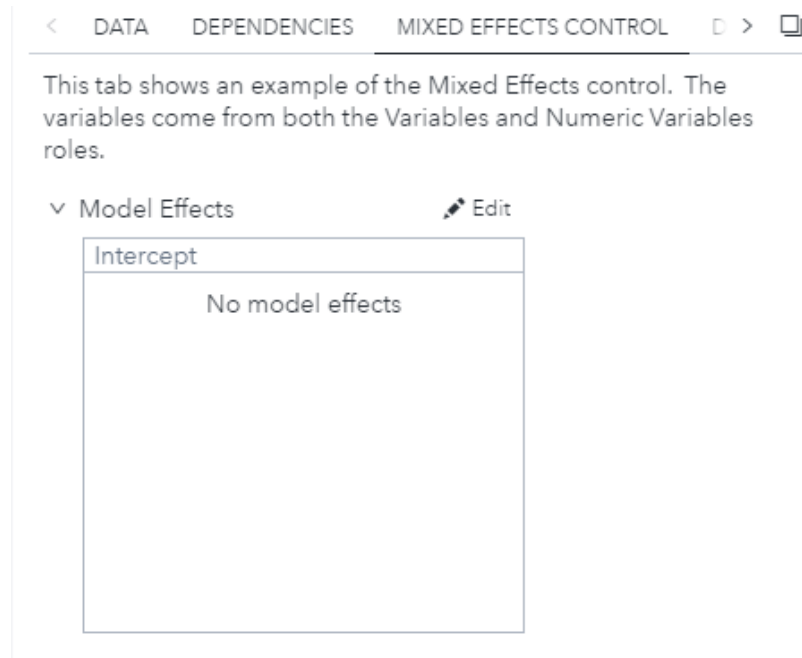 DATA DEPENDENCIES MIXED EFFECTS CONTROL
This tab shows an example of the Mixed Effects control. The
variables come from both the Variables and Numeric Variables
roles.
Model Effects Edit
Intercept
No model effects